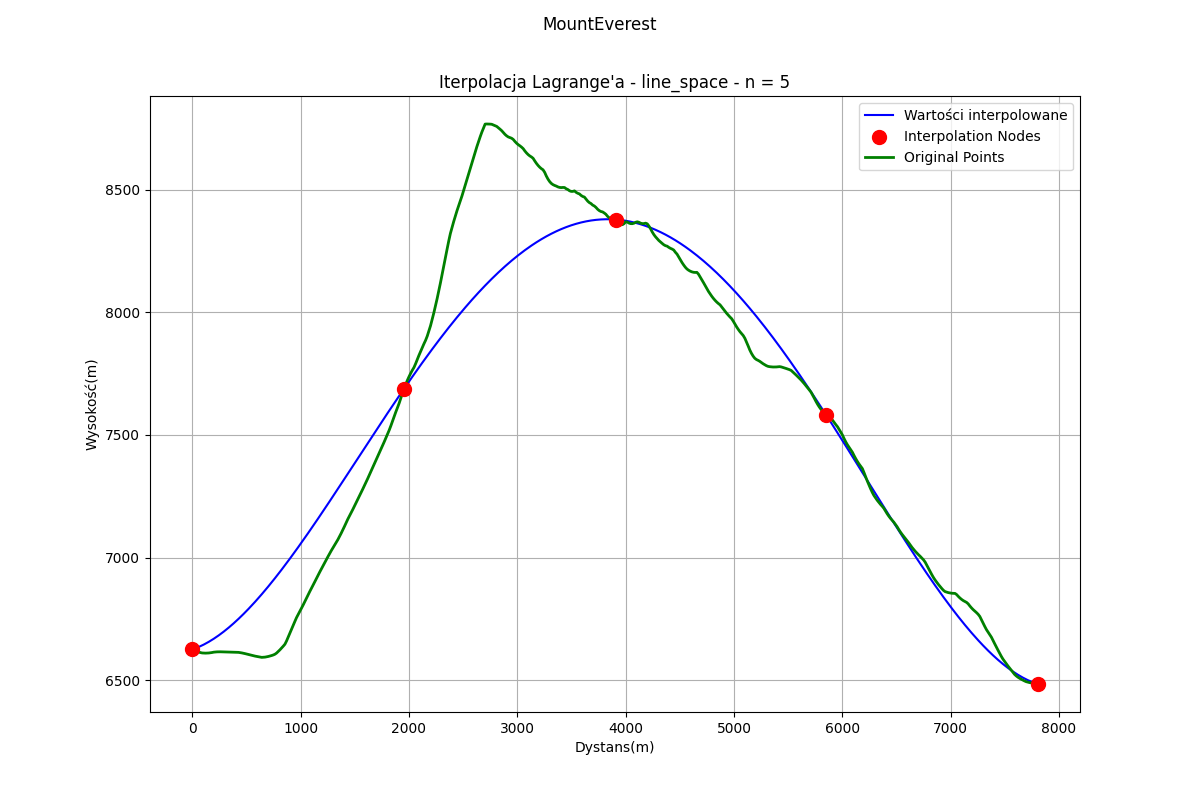 MountEverest
Iterpolacja Lagrange'a - line_space - n = 5
Wartości interpolowane
Interpolation Nodes
Original Points
Wysokość(m)
8500
8000
7500
7000
6500
0 1000 2000 3000 4000 5000 6000 7000 8000
Dystans(m)